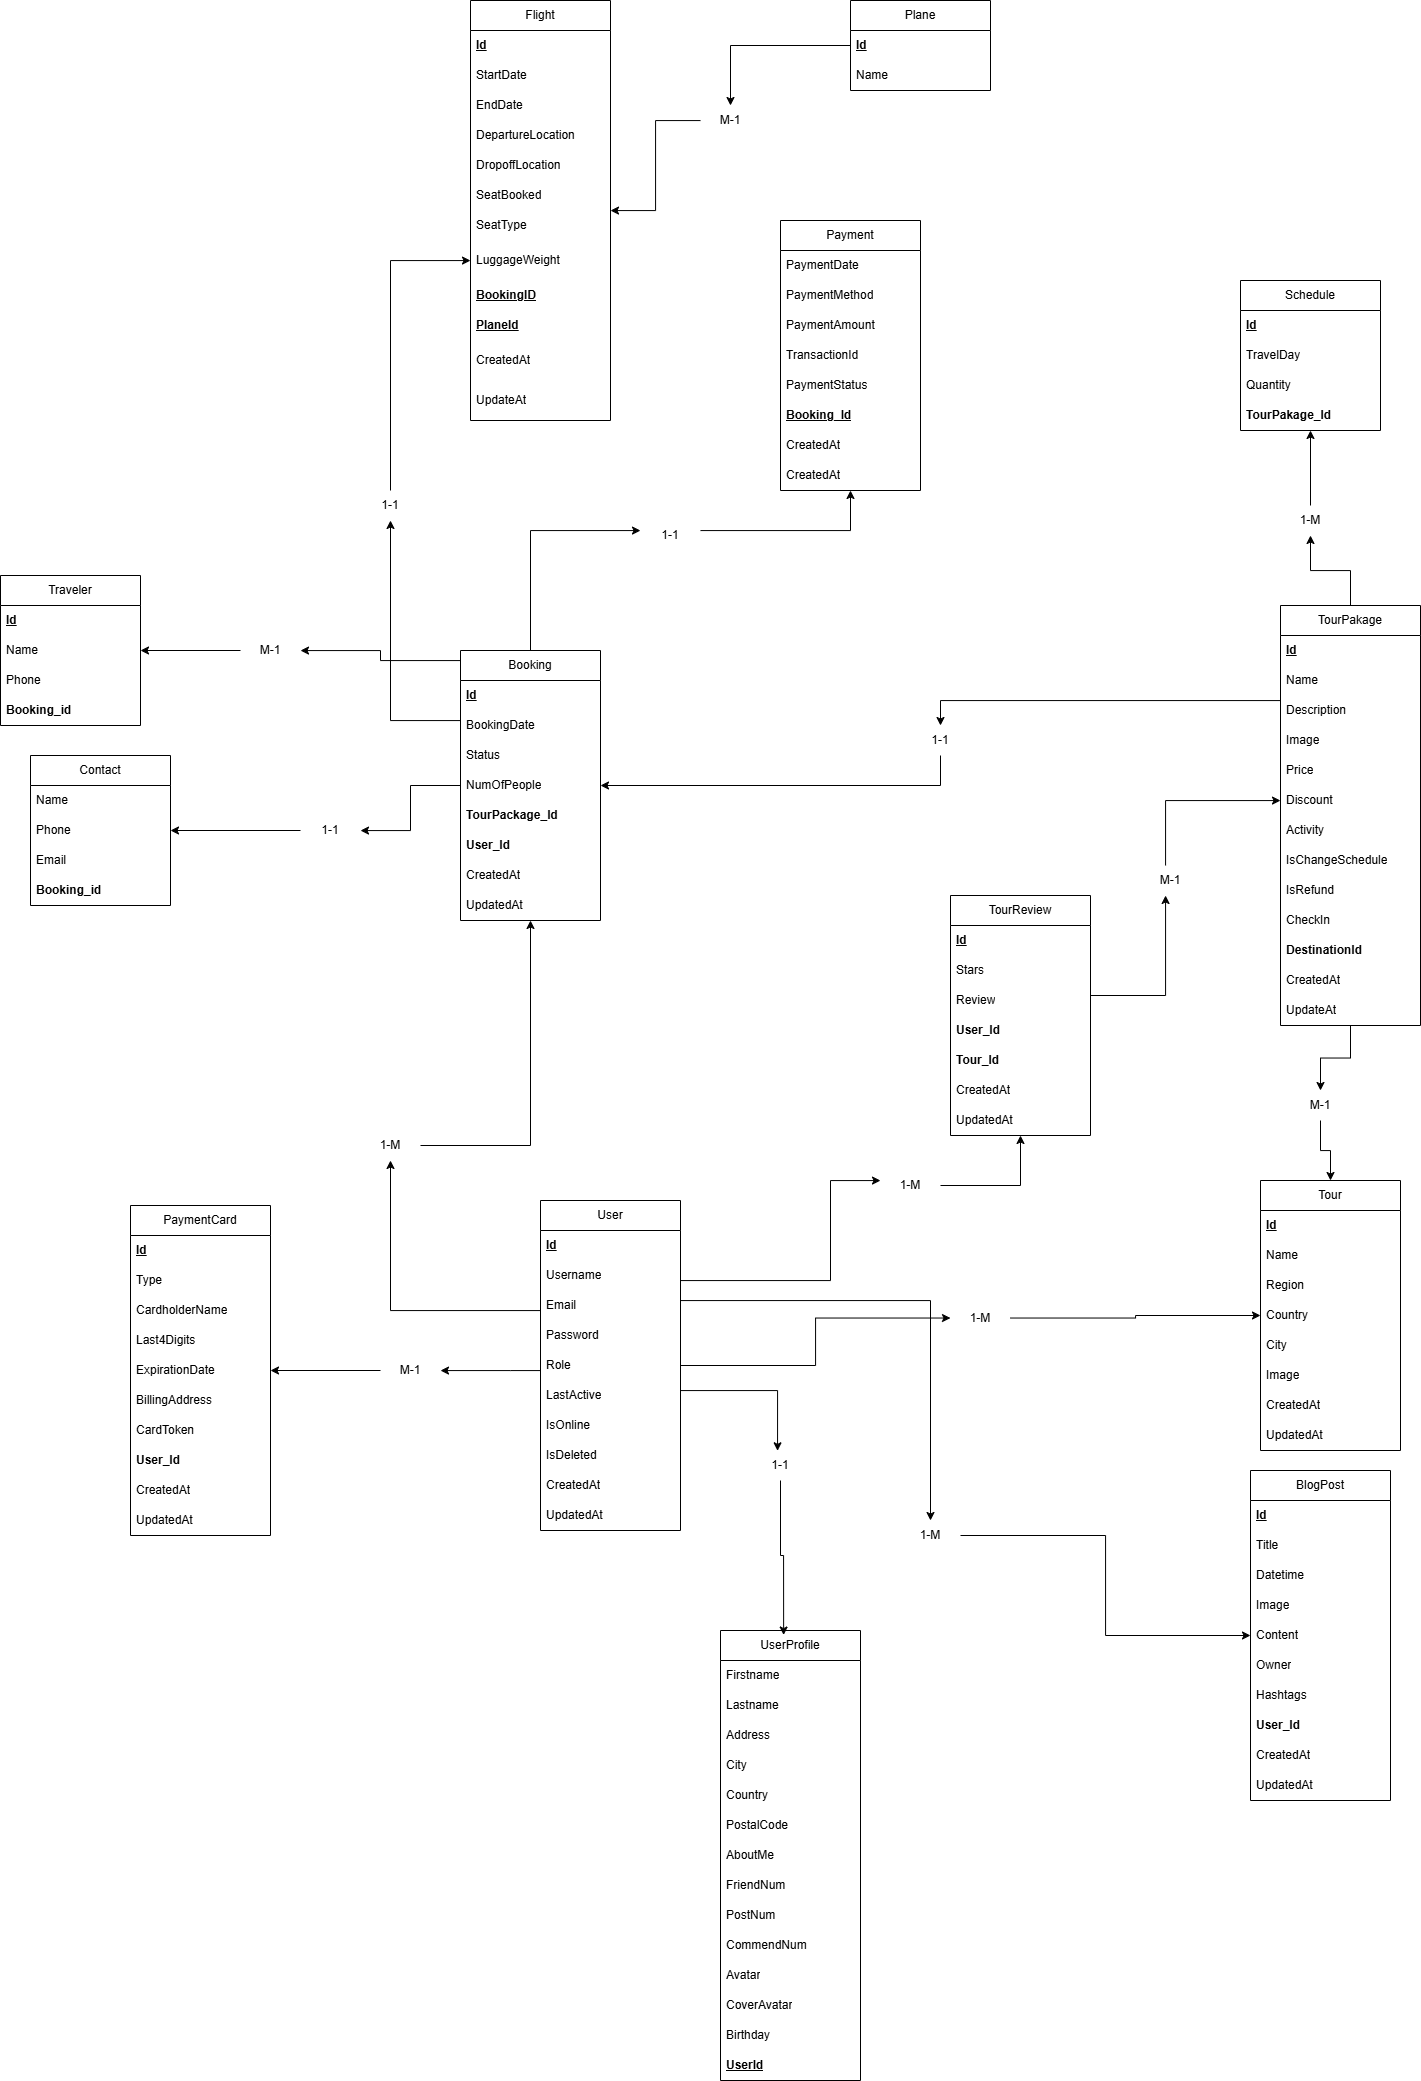 Flight
Id
StartDate
EndDate
DepartureLocation
DropoffLocation
SeatBooked
SeatType
LuggageWeight
BookingID
PlaneId
CreatedAt
UpdateAt
Plane
Id
Name
M-1
Payment
PaymentDate
PaymentMethod
PaymentAmount
TransactionId
PaymentStatus
Booking_Id
CreatedAt
CreatedAt
Schedule
Id
TravelDay
Quantity
TourPakage_Id
1-1
1-1
1-M
Traveler
Id
Name
Phone
Booking_id
M-1
Contact
Name
Phone
Email
Booking_id
1-1
Booking
Id
BookingDate
Status
NumOfPeople
TourPackage_Id
User_Id
CreatedAt
UpdatedAt
1-1
TourPakage
Id
Name
Description
Image
Price
Discount
Activity
IsChangeSchedule
IsRefund
CheckIn
DestinationId
CreatedAt
UpdateAt
M-1
TourReview
Id
Stars
Review
User_Id
Tour_Id
CreatedAt
UpdatedAt
M-1
1-M
1-M
PaymentCard
Id
Type
CardholderName
Last4Digits
ExpirationDate
BillingAddress
CardToken
User_Id
CreatedAt
UpdatedAt
M-1
User
Id
Username
Email
Password
Role
LastActive
IsOnline
IsDeleted
CreatedAt
UpdatedAt
1-M
Tour
Id
Name
Region
Country
City
Image
CreatedAt
UpdatedAt
1-1
1-M
BlogPost
Id
Title
Datetime
Image
Content
Owner
Hashtags
User_Id
CreatedAt
UpdatedAt
UserProfile
Firstname
Lastname
Address
City
Country
PostalCode
AboutMe
FriendNum
PostNum
CommendNum
Avatar
CoverAvatar
Birthday
UserId